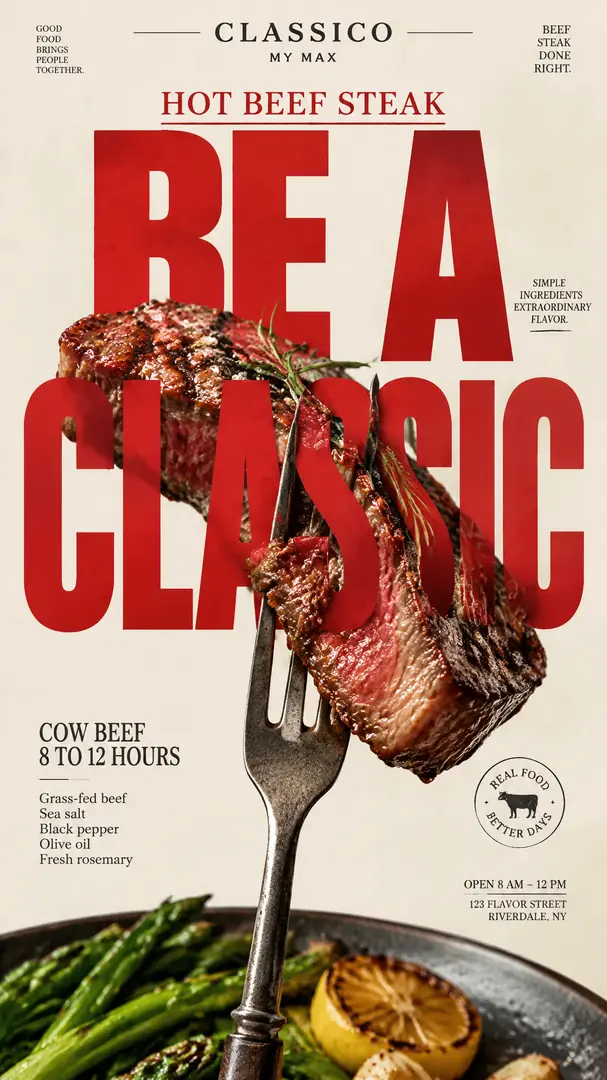 GOOD
FOOD
BRINGS
PEOPLE
TOGETHER.
CLASSICO
MY MAX
BEEF
STEAK
DONE
RIGHT.
HOT BEEF STEAK
BE A
CLASSIC
SIMPLE
INGREDIENTS
EXTRAORDINARY
FLAVOR.
COW BEEF
8 TO 12 HOURS
Grass-fed beef
Sea salt
Black pepper
Olive oil
Fresh rosemary
REAL FOOD
BETTER DAYS
OPEN 8 AM – 12 PM
123 FLAVOR STREET
RIVERDALE, NY